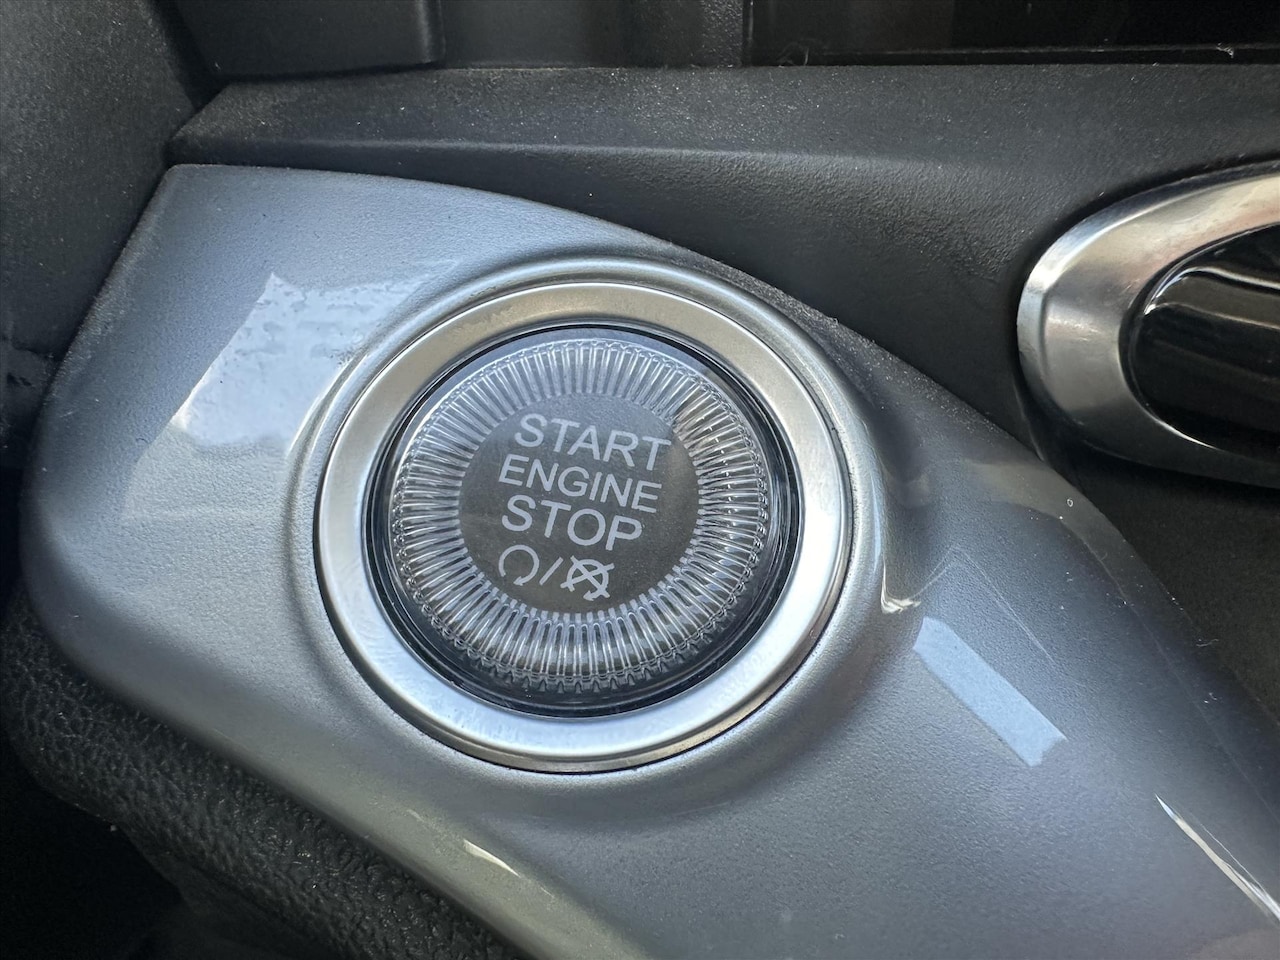 START
ENGINE
STOP
/